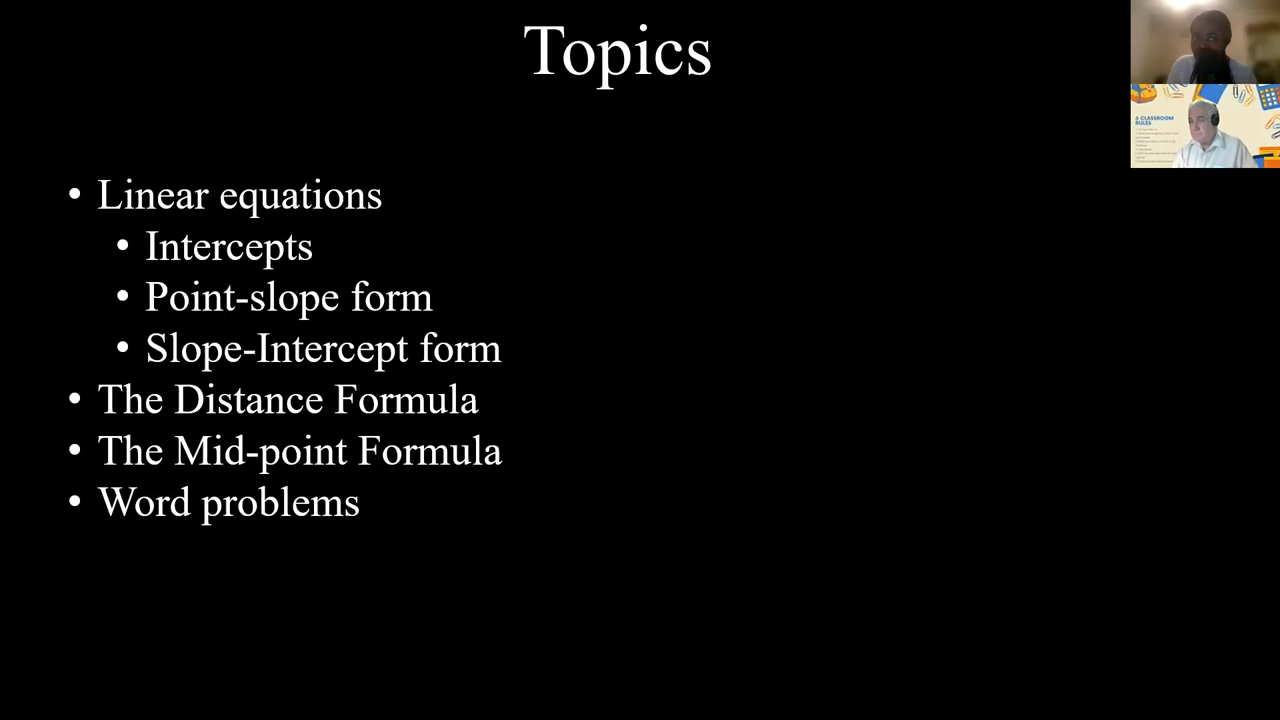 Topics
• Linear equations
• Intercepts
• Point-slope form
• Slope-Intercept form
• The Distance Formula
• The Mid-point Formula
• Word problems
CLASSROOM
RULES